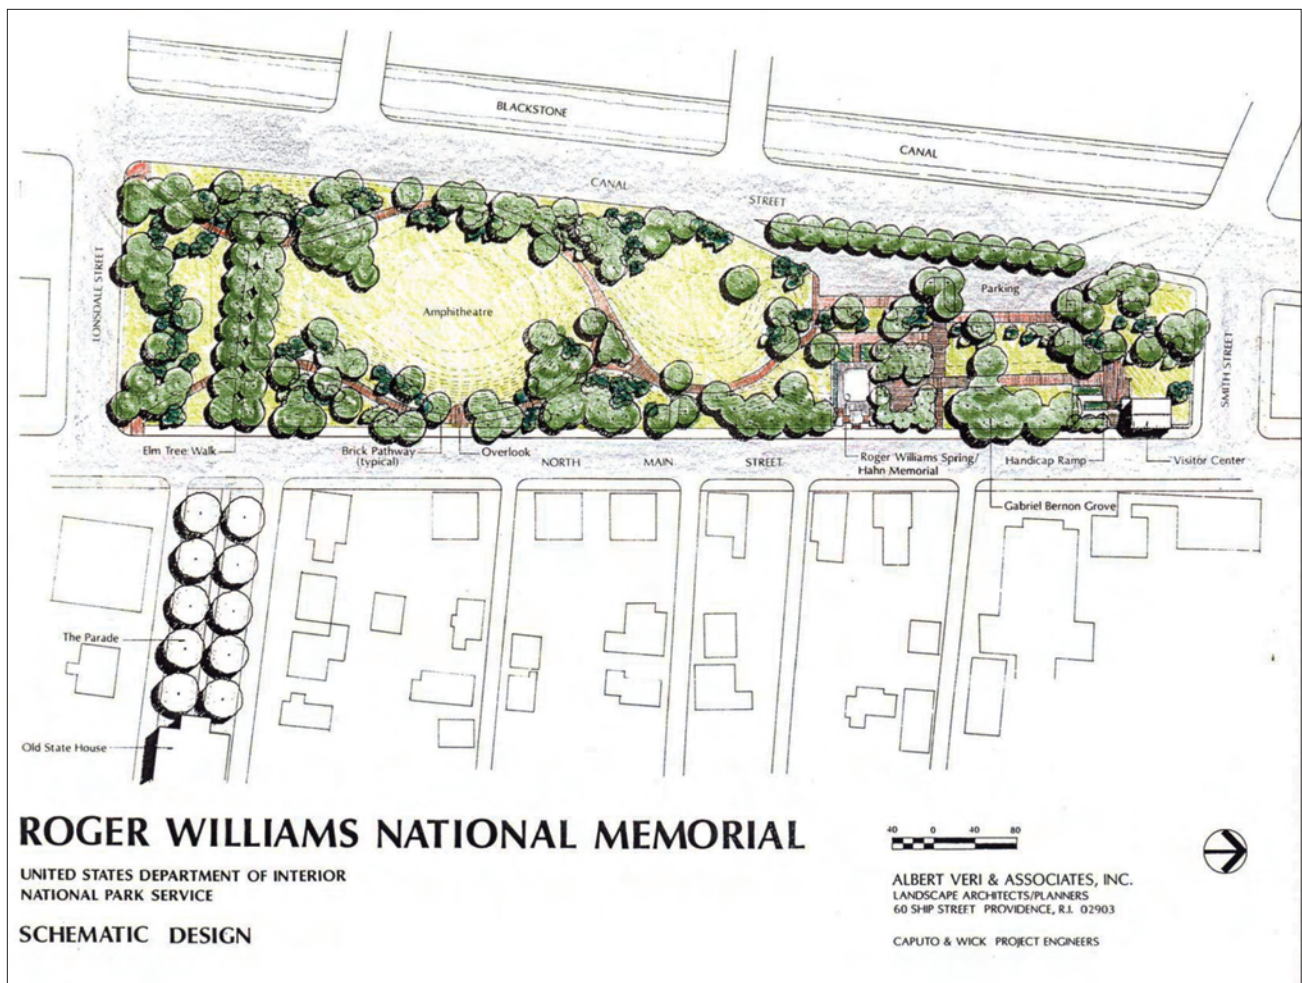 BLACKSTONE
CANAL
CANAL
STREET
LONSDALE STREET
Amphitheatre
Parking
SMITH STREET
Elm Tree Walk
Brick Pathway
(typical)
Overlook
NORTH MAIN STREET
Roger Williams Spring/
Hahn Memorial
Handicap Ramp
Visitor Center
Gabriel Bernon Grove
The Parade
Old State House
ROGER WILLIAMS NATIONAL MEMORIAL
UNITED STATES DEPARTMENT OF INTERIOR
NATIONAL PARK SERVICE
SCHEMATIC DESIGN
40 0 40 80
ALBERT VERI & ASSOCIATES, INC.
LANDSCAPE ARCHITECTS/PLANNERS
60 SHIP STREET PROVIDENCE, R.I. 02903
CAPUTO & WICK PROJECT ENGINEERS